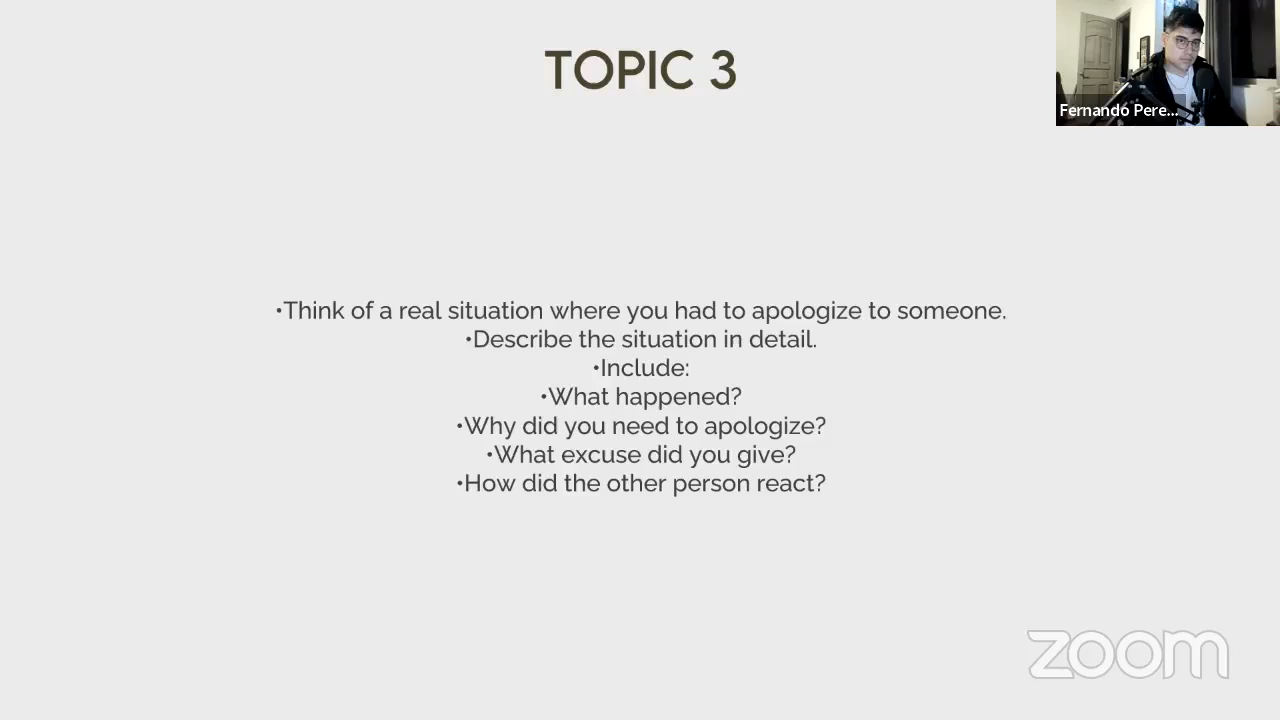 TOPIC 3
Fernando Pere...
•Think of a real situation where you had to apologize to someone.
•Describe the situation in detail.
•Include:
•What happened?
•Why did you need to apologize?
•What excuse did you give?
•How did the other person react?
zoom